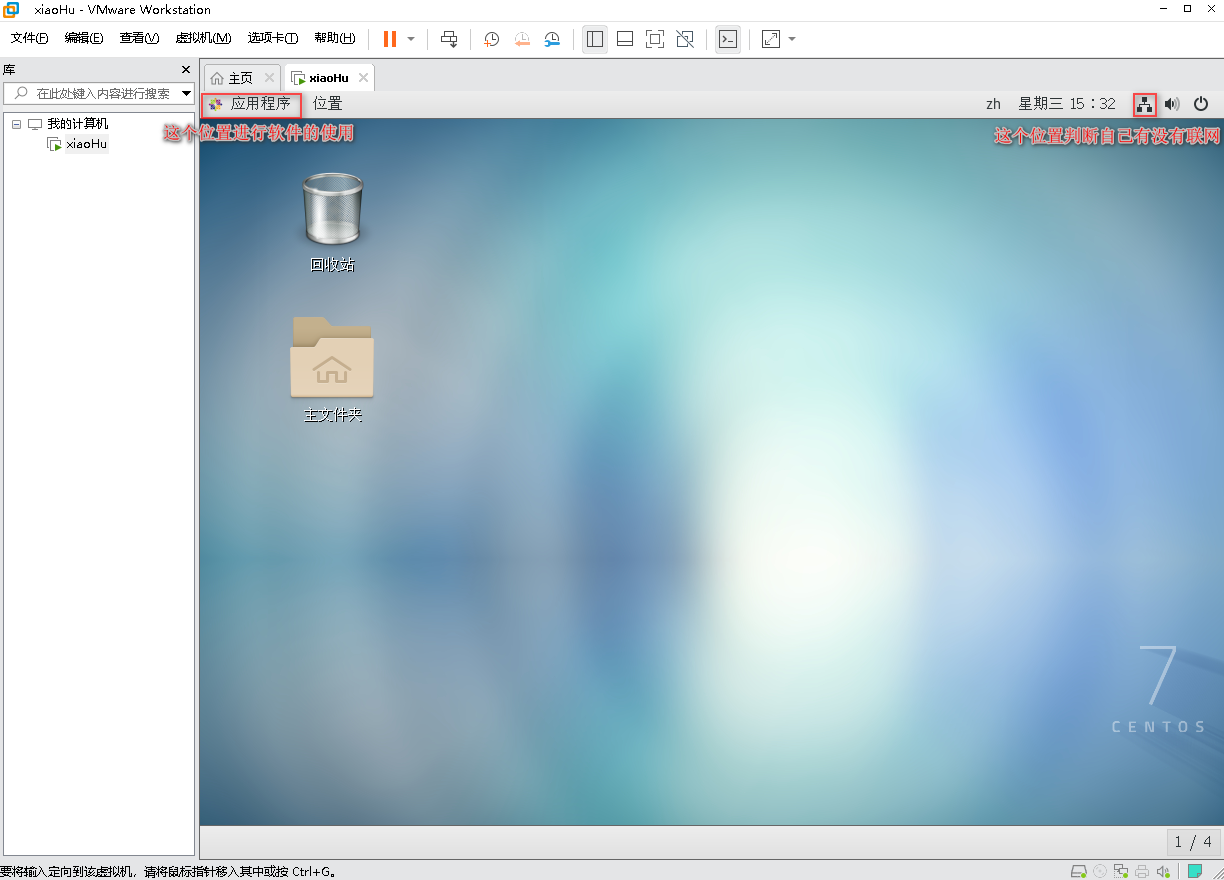 xiaoHu - VMware Workstation
文件(F) 编辑(E) 查看(V) 虚拟机(M) 选项卡(T) 帮助(H)
库
主页 xiaoHu
在此处键入内容进行搜索
应用程序 位置 zh 星期三 15:32
我的计算机
这个位置进行软件的使用 这个位置判断自己有没有联网
xiaoHu
回收站
主文件夹
7
CENTOS
1 / 4
要将输入定向到该虚拟机，请将鼠标指针移入其中或按 Ctrl+G。